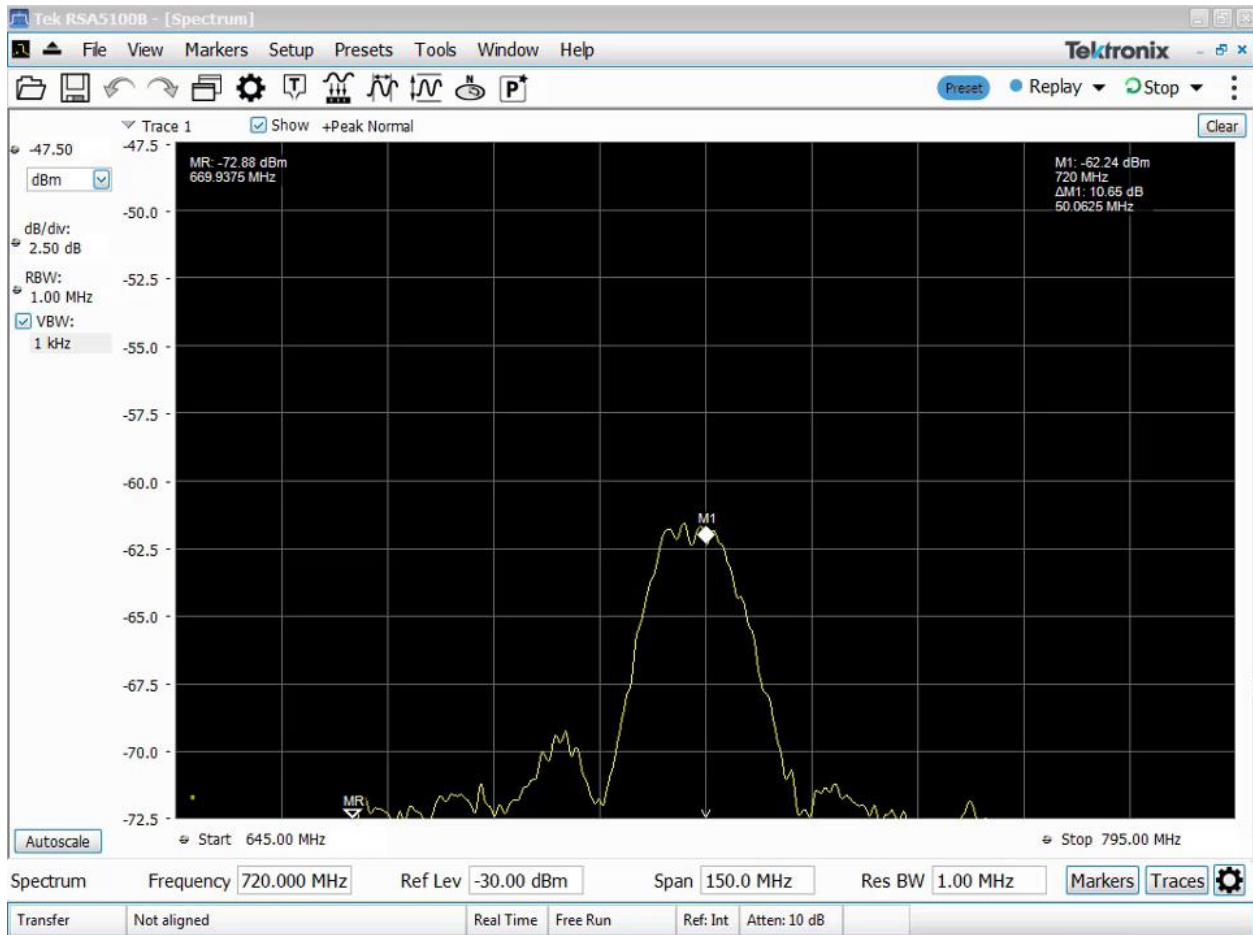 Tek RSA5100B - [Spectrum]
File View Markers Setup Presets Tools Window Help
Tektronix
T N P
Preset Replay Stop
Trace 1 Show +Peak Normal Clear
-47.50
dBm
dB/div:
2.50 dB
RBW:
1.00 MHz
VBW:
1 kHz
-47.5
-50.0
-52.5
-55.0
-57.5
-60.0
-62.5
-65.0
-67.5
-70.0
-72.5
MR: -72.88 dBm
669.9375 MHz
M1: -62.24 dBm
720 MHz
ΔM1: 10.65 dB
50.0625 MHz
M1
MR
Autoscale Start 645.00 MHz Stop 795.00 MHz
Spectrum Frequency 720.000 MHz Ref Lev -30.00 dBm Span 150.0 MHz Res BW 1.00 MHz Markers Traces
Transfer Not aligned Real Time Free Run Ref: Int Atten: 10 dB